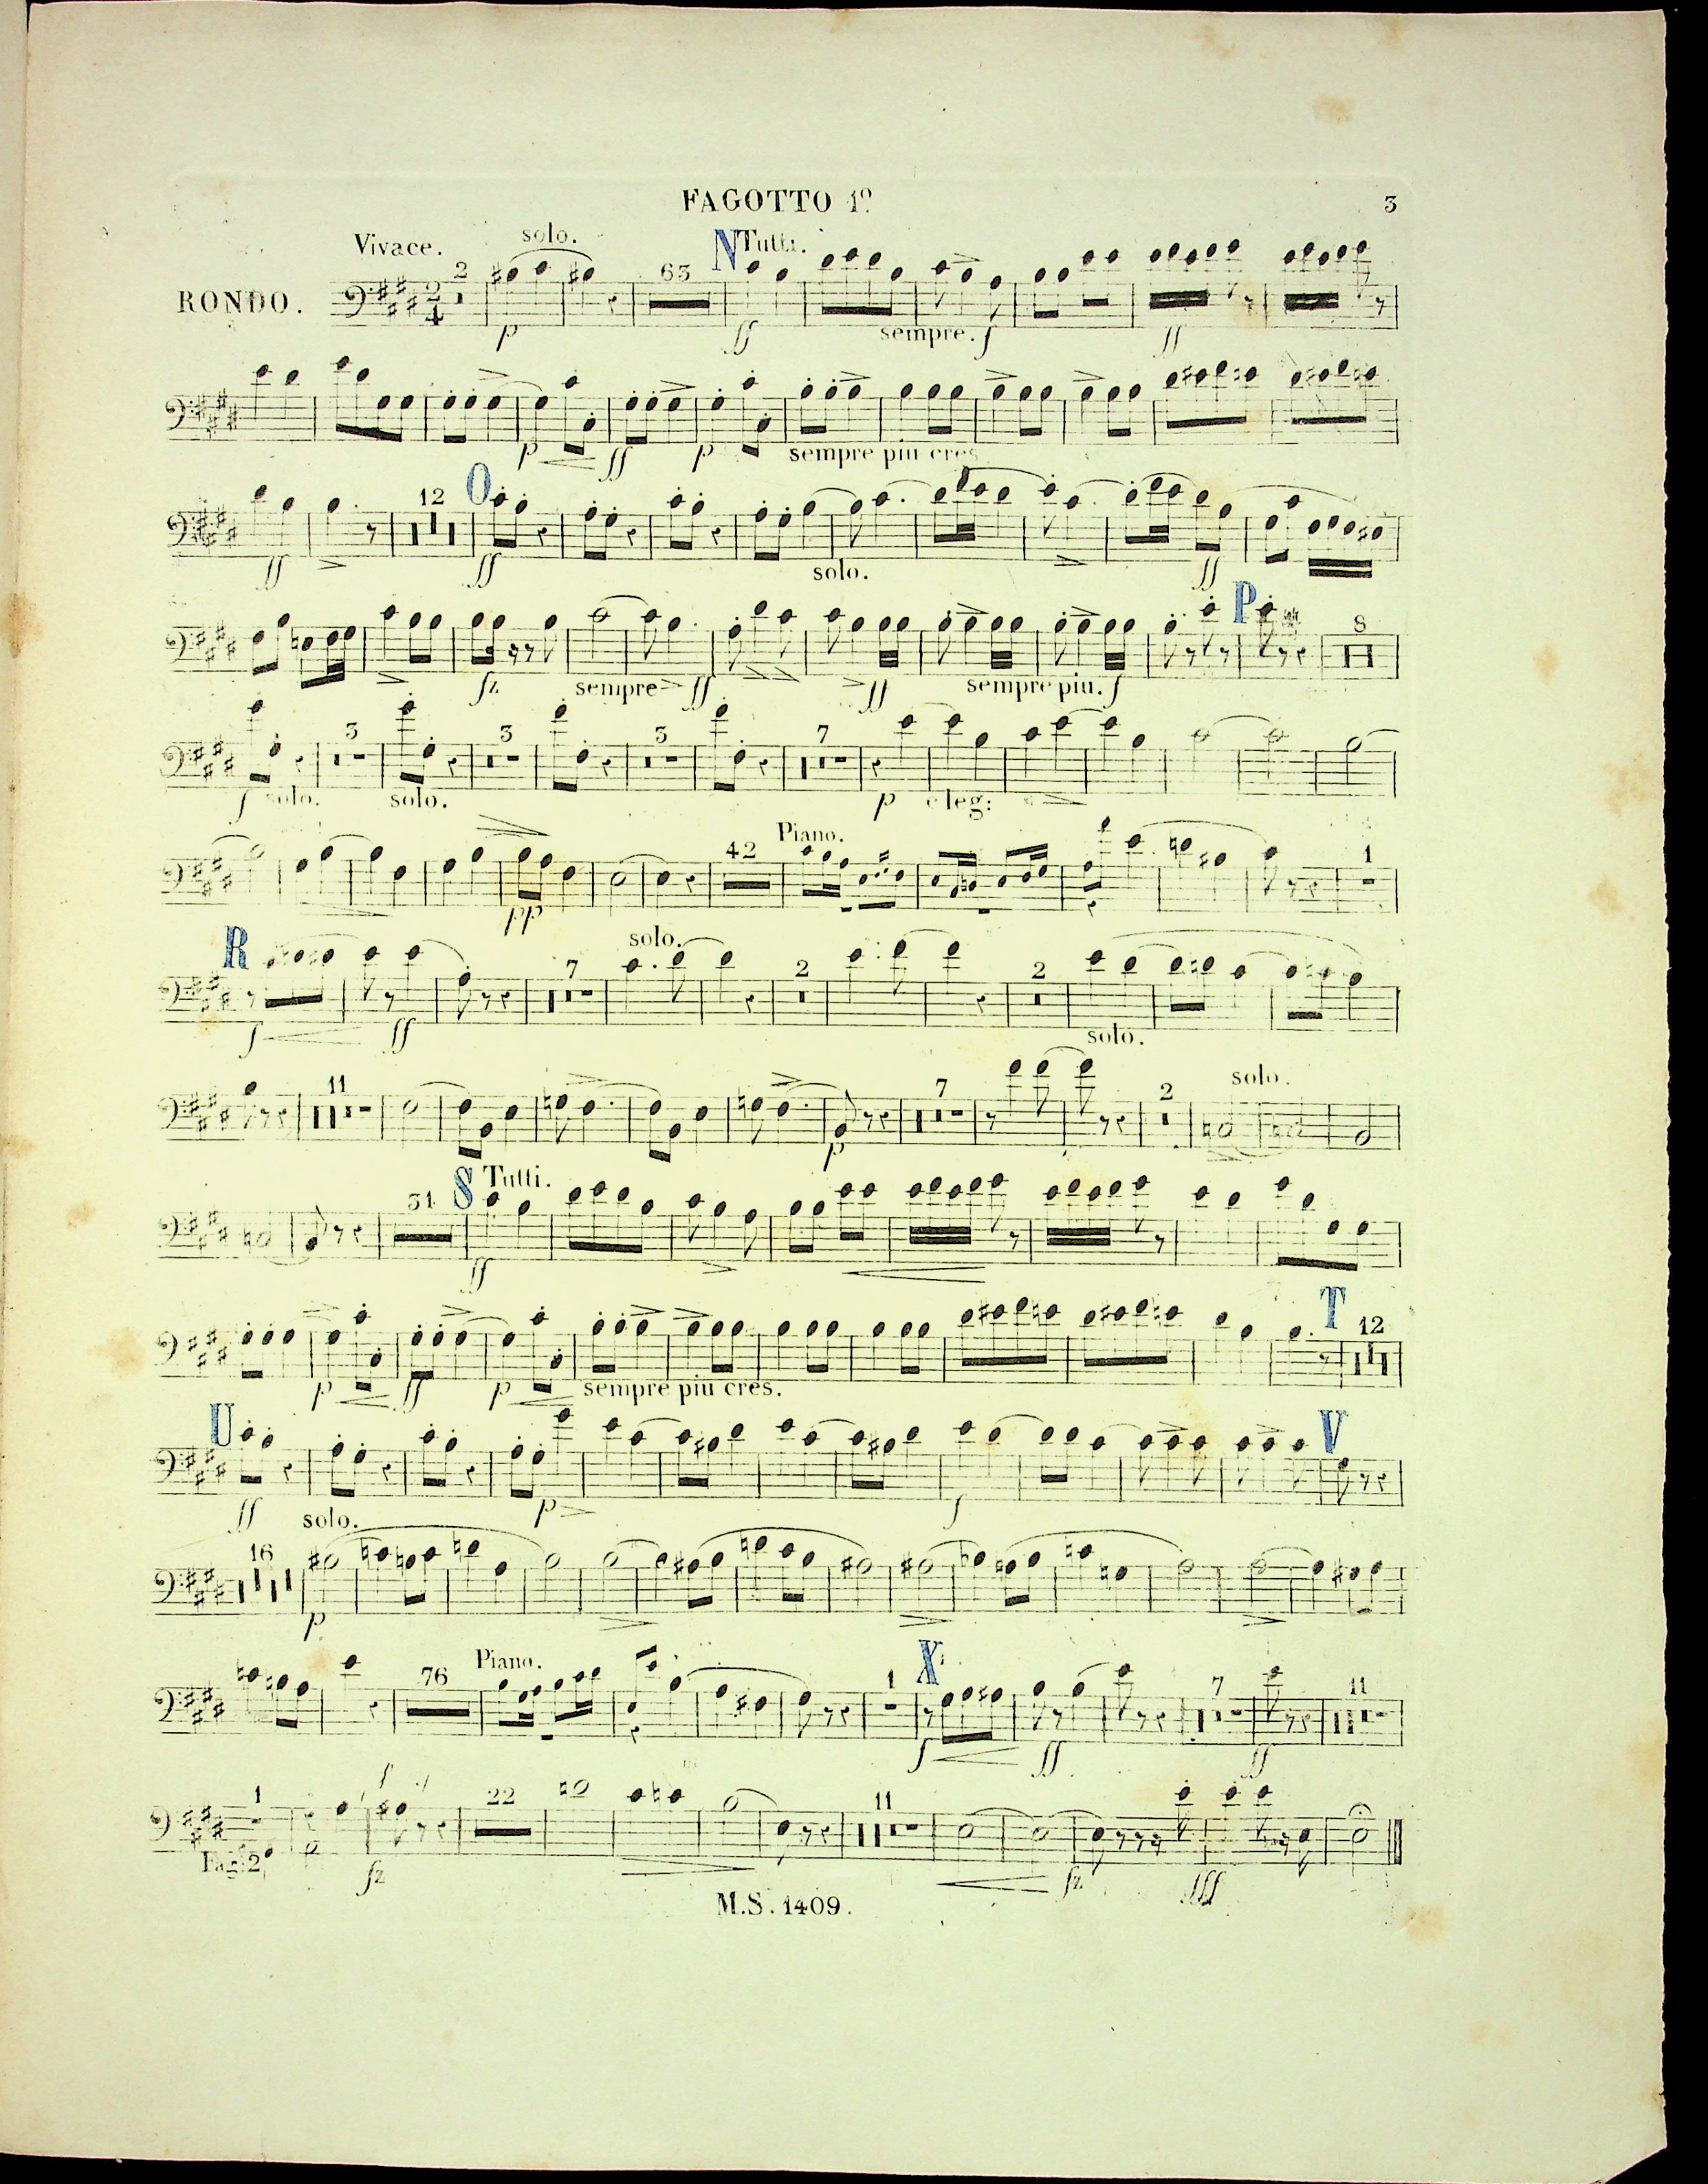 FAGOTTO 1º
3
Vivace.
solo.
N Tutti.
RONDO.
2
4
2
63
p
ff
sempre. f
ff
p
ff
p
sempre piu cres
12
O
ff
ff
solo.
ff
P
8
fz
sempre
ff
ff
sempre piu. f
3
3
3
7
f solo.
solo.
p
e leg:
42
Piano.
1
pp
R
7
solo.
2
2
f
ff
solo.
11
7
2
solo.
p
31
S Tutti.
ff
T
12
p
ff
p
sempre piu cres.
U
V
ff
p
f
solo.
16
p
76
Piano.
1
X
7
11
f
ff
ff
1
22
11
Fag 2
fz
fz
fff
M.S. 1409.